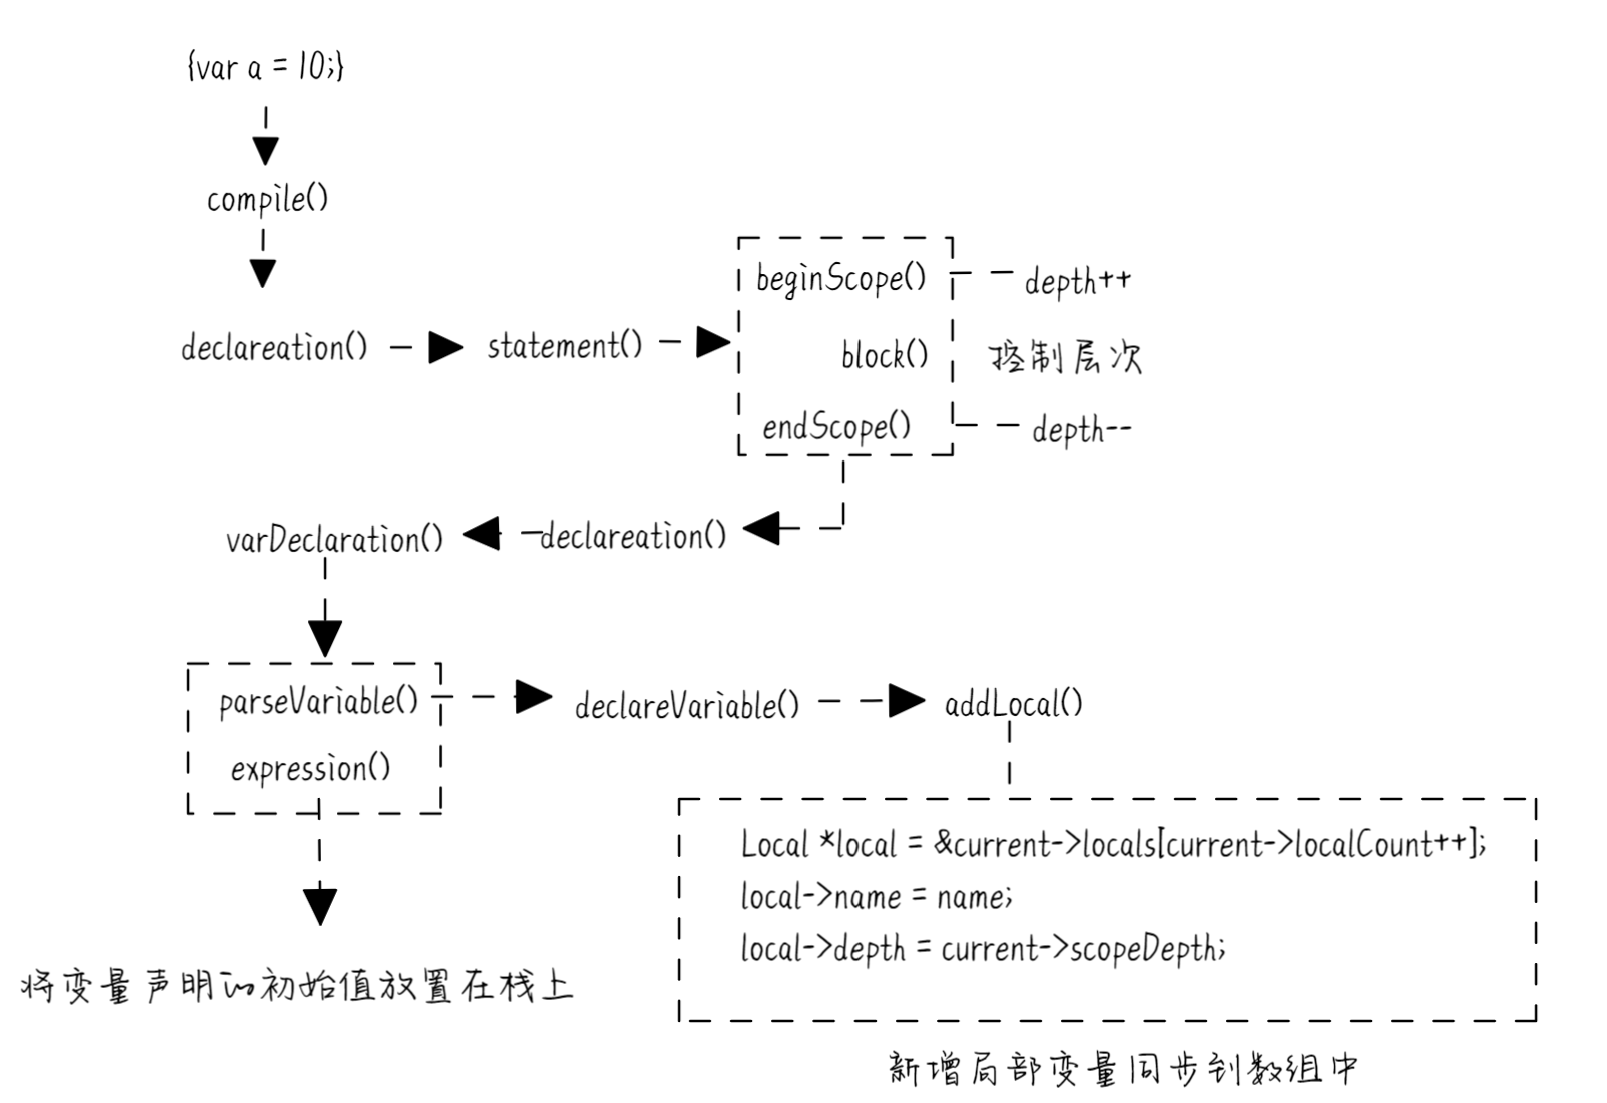 {var a = 10;}
compile()
declareation()
statement()
beginScope()
block()
endScope()
depth++
控制层次
depth--
declareation()
varDeclaration()
parseVariable()
expression()
declareVariable()
addLocal()
Local *local = &current->locals[current->localCount++];
local->name = name;
local->depth = current->scopeDepth;
将变量声明的初始值放置在栈上
新增局部变量同步到数组中